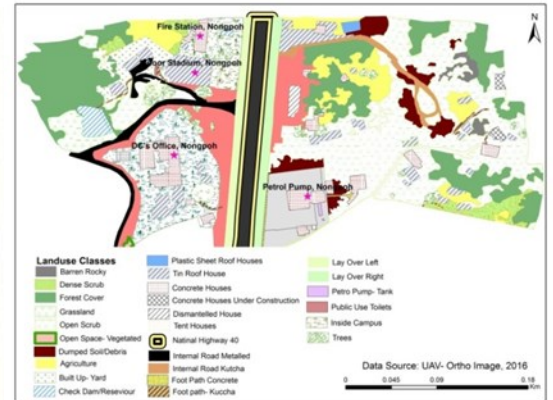 Fire Station, Nongpoh
N
oor Stadium, Nongpoh
DC's Office, Nongpoh
Petrol Pump, Nongpoh
Landuse Classes
Barren Rocky
Dense Scrub
Forest Cover
Grassland
Open Scrub
Open Space- Vegetated
Dumped Soil/Debris
Agriculture
Built Up- Yard
Check Dam/Reseviour
Plastic Sheet Roof Houses
Tin Roof House
Concrete Houses
Concrete Houses Under Construction
Dismantelled House
Tent Houses
Natinal Highway 40
Internal Road Metalled
Internal Road Kutcha
Foot Path Concrete
Foot path- Kuccha
Lay Over Left
Lay Over Right
Petro Pump- Tank
Public Use Toilets
Inside Campus
Trees
Data Source: UAV- Ortho Image, 2016
0 0.045 0.09 0.18
Km